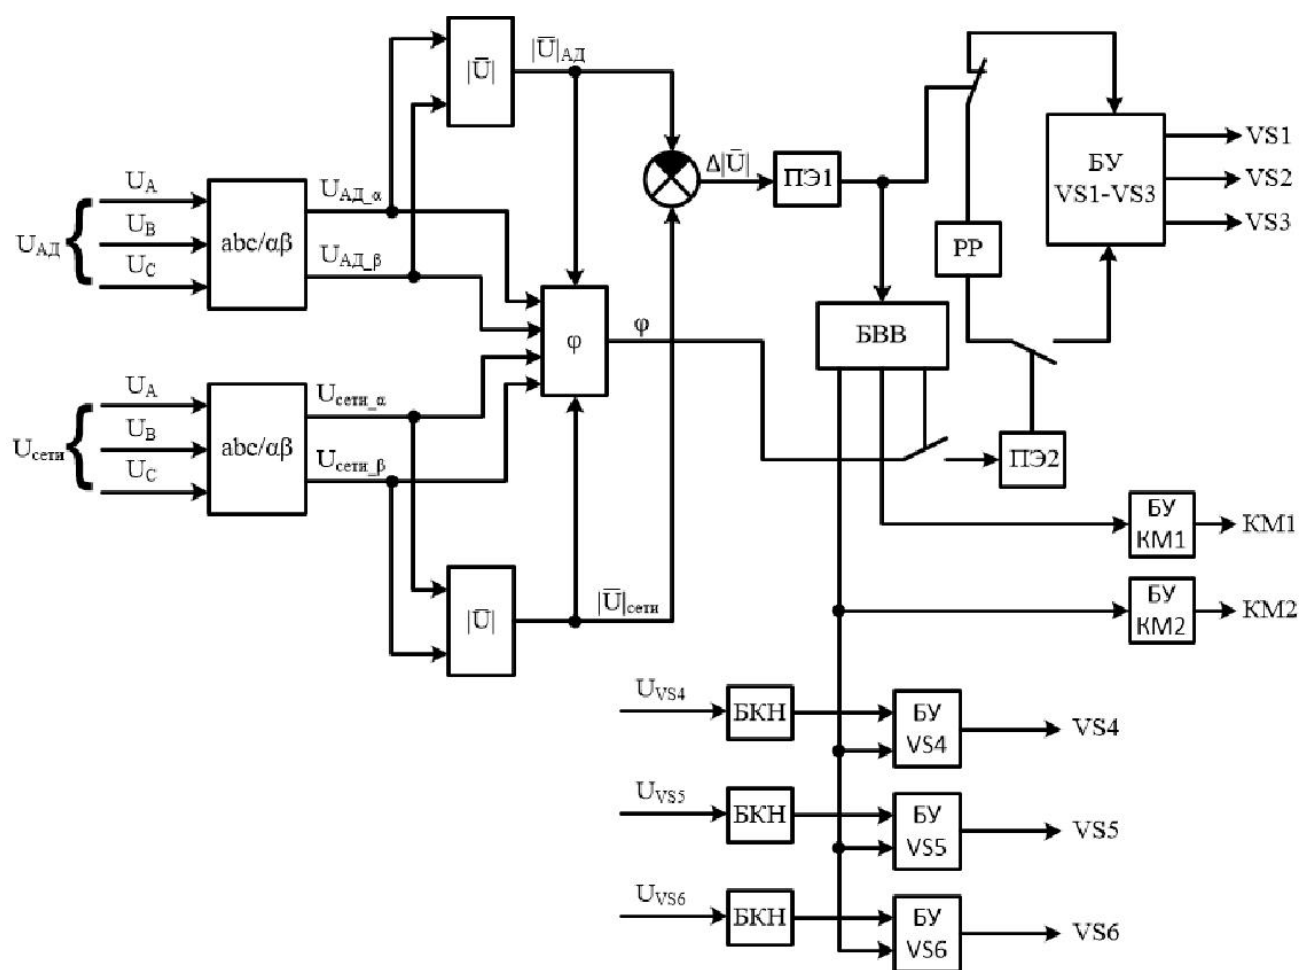 |U̅|
|U̅|АД
UА
UВ
UС
UАД
abc/αβ
UАД_α
UАД_β
Δ|U̅|
ПЭ1
БУ
VS1-VS3
VS1
VS2
VS3
РР
БВВ
φ
φ
UА
UВ
UС
Uсети
abc/αβ
Uсети_α
Uсети_β
ПЭ2
|U̅|
|U̅|сети
БУ
КМ1
КМ1
БУ
КМ2
КМ2
UVS4
БКН
БУ
VS4
VS4
UVS5
БКН
БУ
VS5
VS5
UVS6
БКН
БУ
VS6
VS6